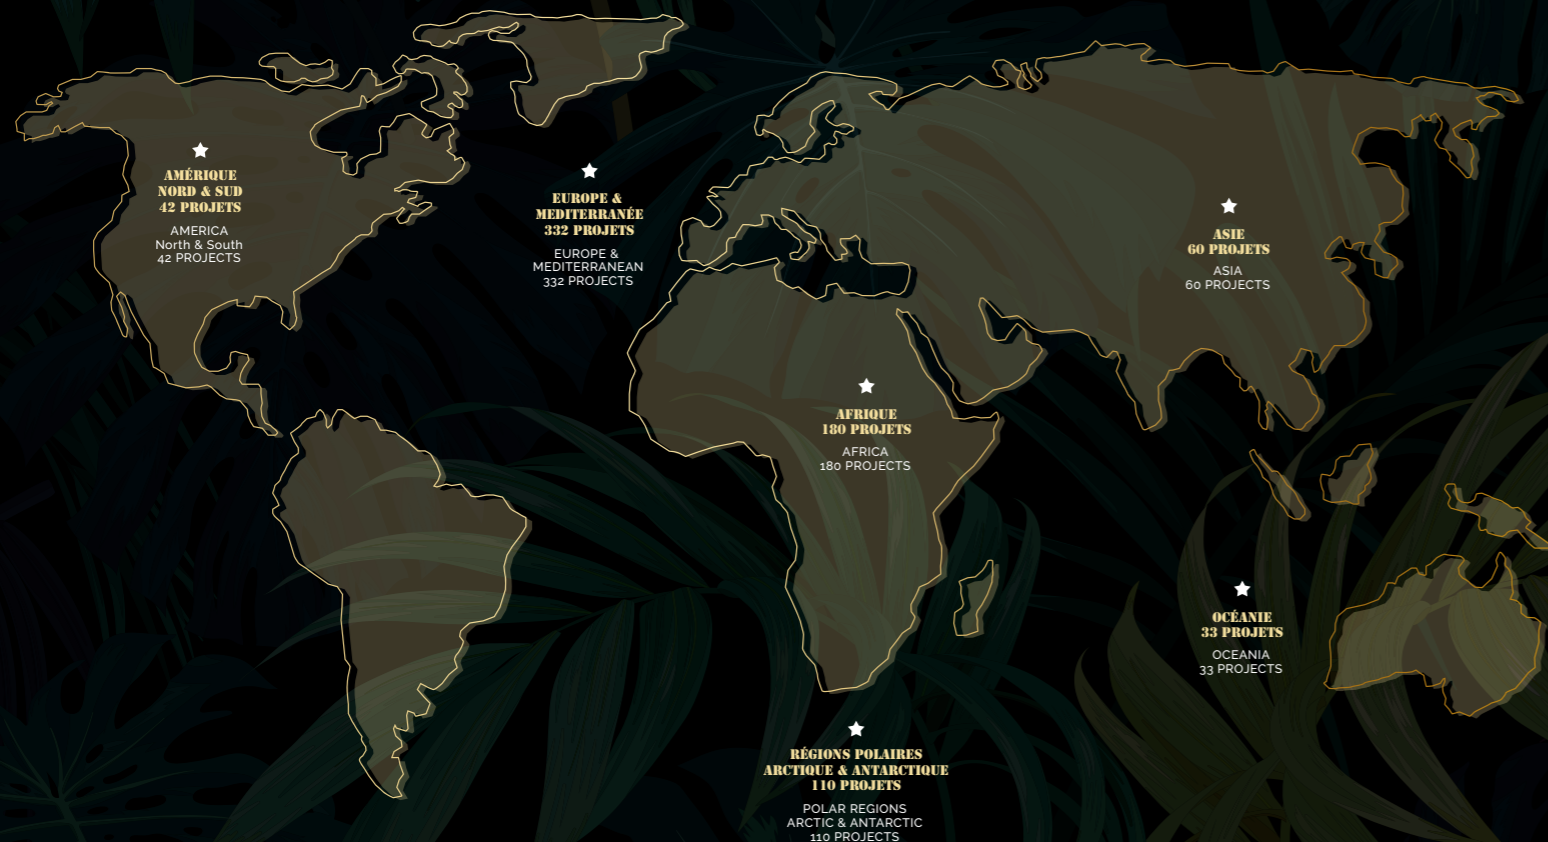 AMÉRIQUE
NORD & SUD
42 PROJETS
AMERICA
North & South
42 PROJECTS
EUROPE &
MEDITERRANÉE
332 PROJETS
EUROPE &
MEDITERRANEAN
332 PROJECTS
ASIE
60 PROJETS
ASIA
60 PROJECTS
AFRIQUE
180 PROJETS
AFRICA
180 PROJECTS
OCÉANIE
33 PROJETS
OCEANIA
33 PROJECTS
RÉGIONS POLAIRES
ARCTIQUE & ANTARCTIQUE
110 PROJETS
POLAR REGIONS
ARCTIC & ANTARCTIC
110 PROJECTS